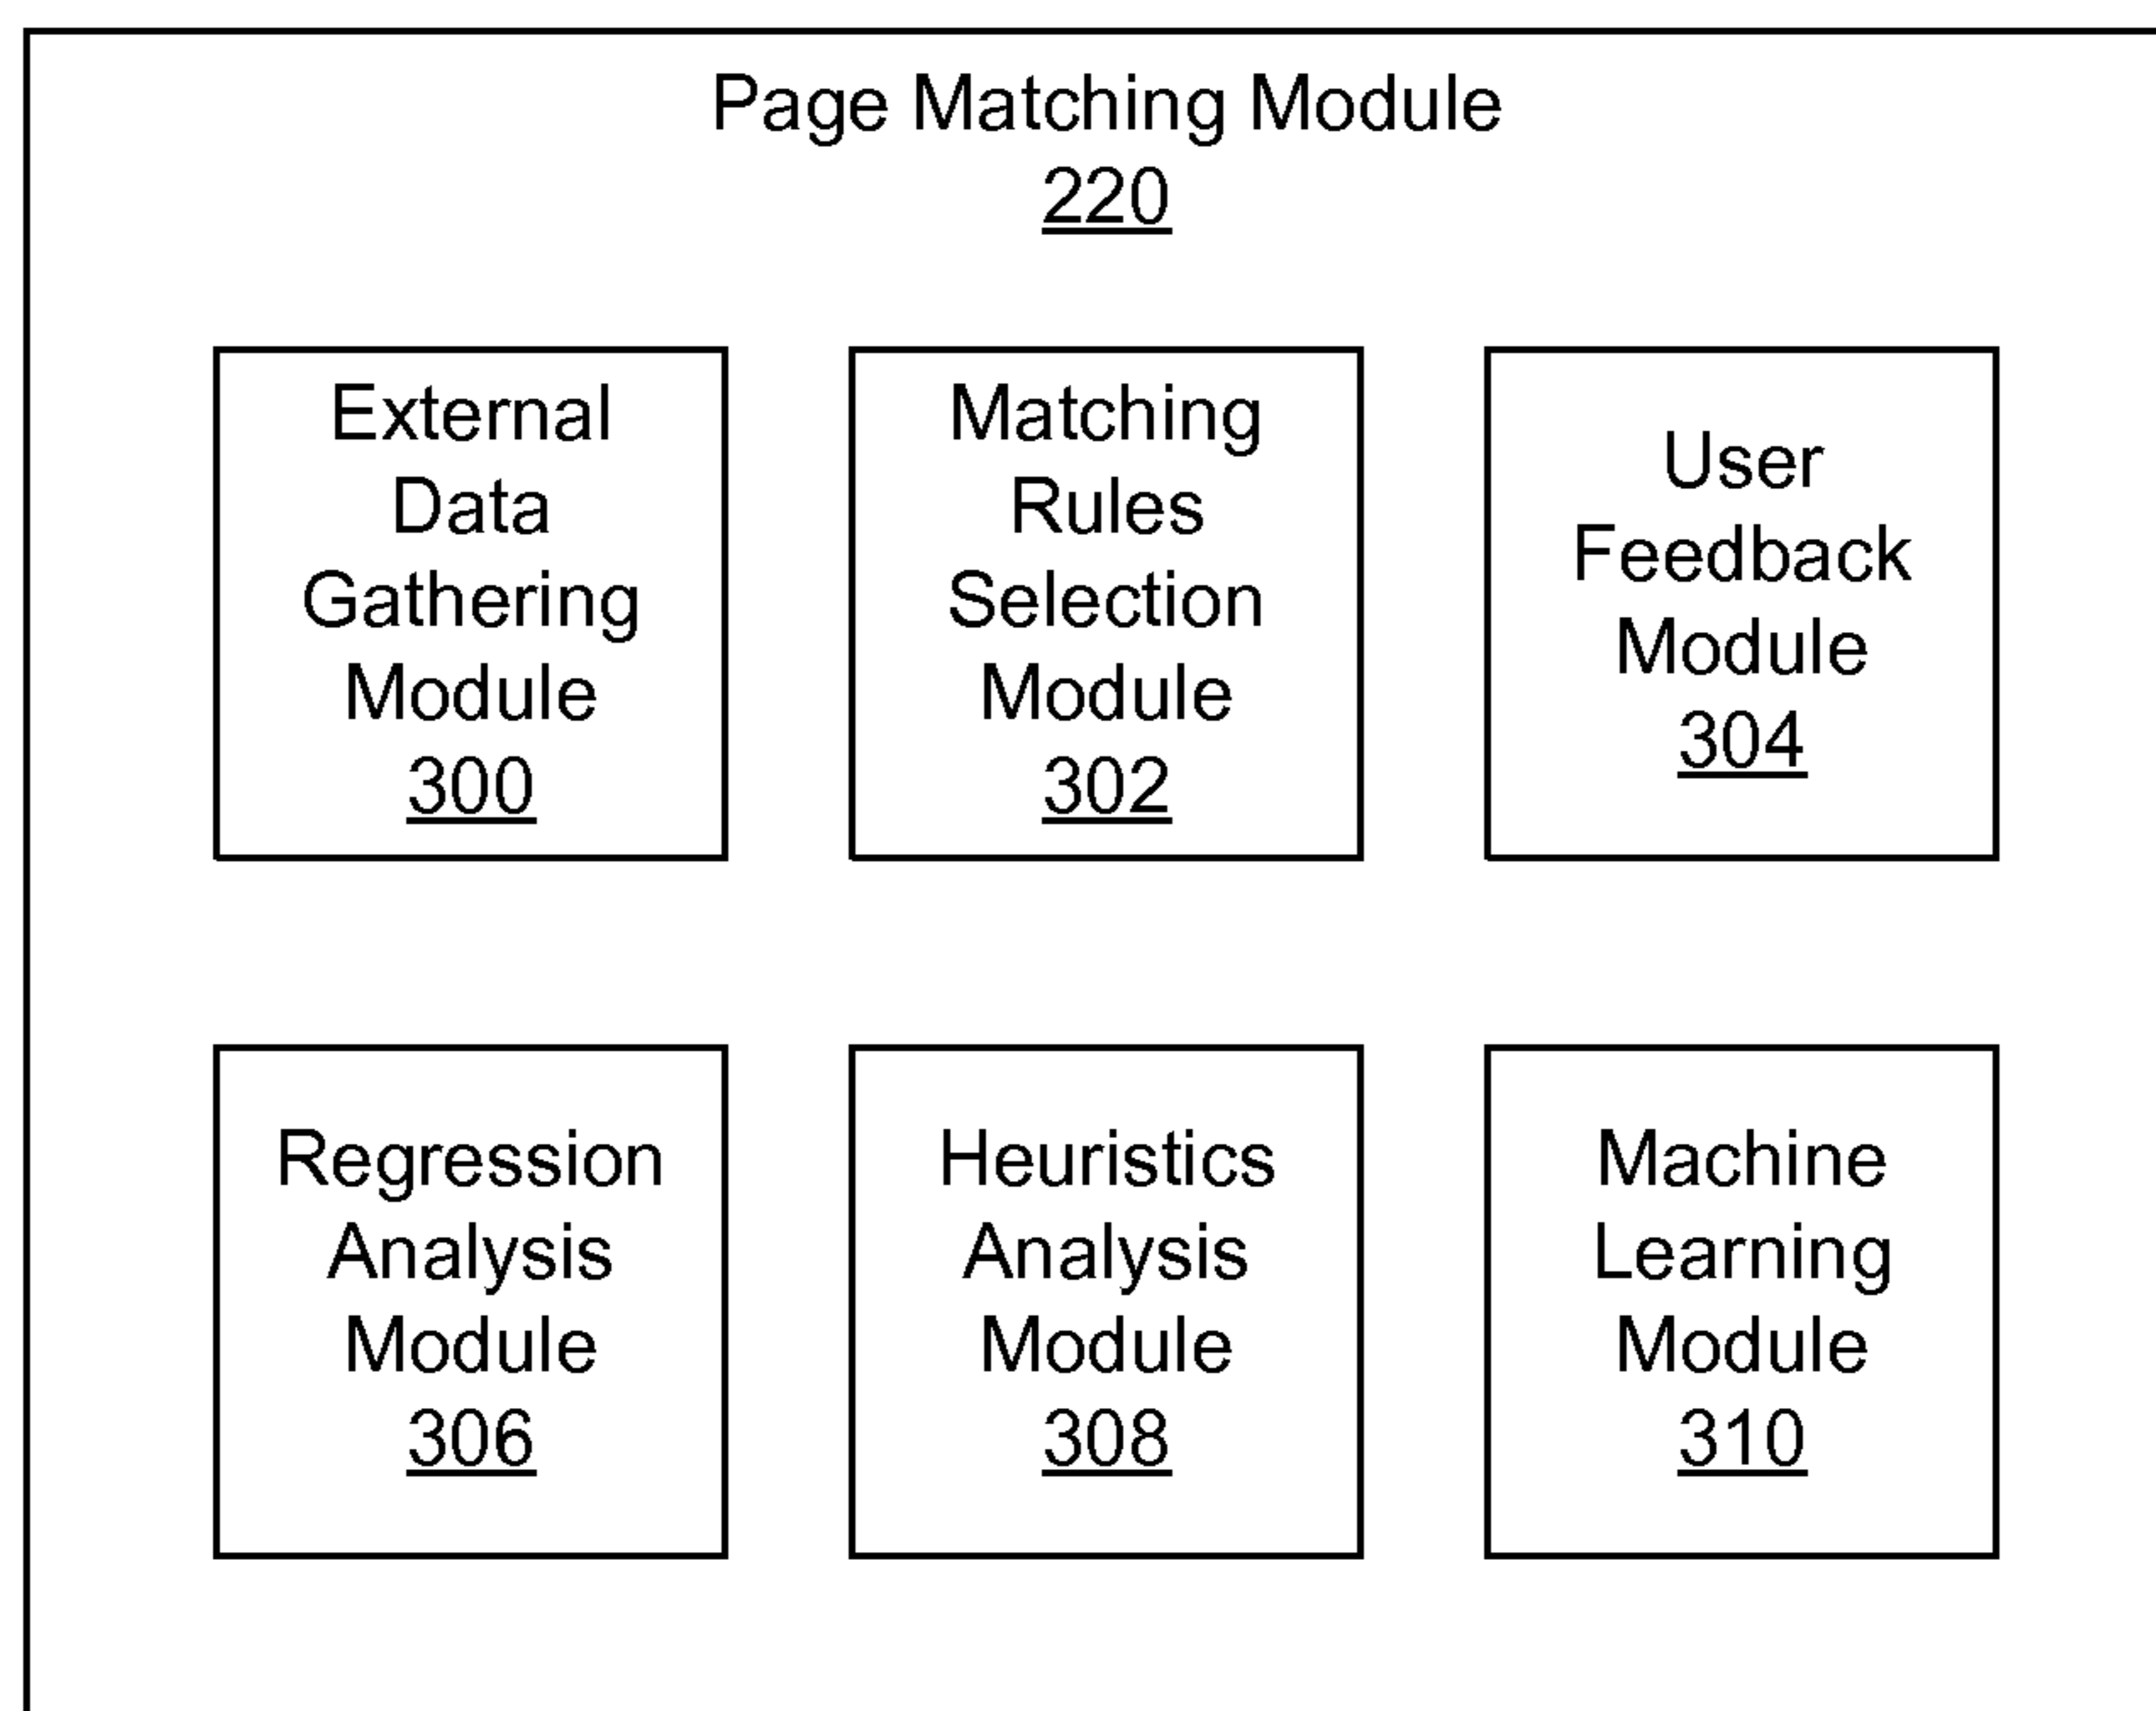 Page Matching Module
220
External
Data
Gathering
Module
300
Matching
Rules
Selection
Module
302
User
Feedback
Module
304
Regression
Analysis
Module
306
Heuristics
Analysis
Module
308
Machine
Learning
Module
310